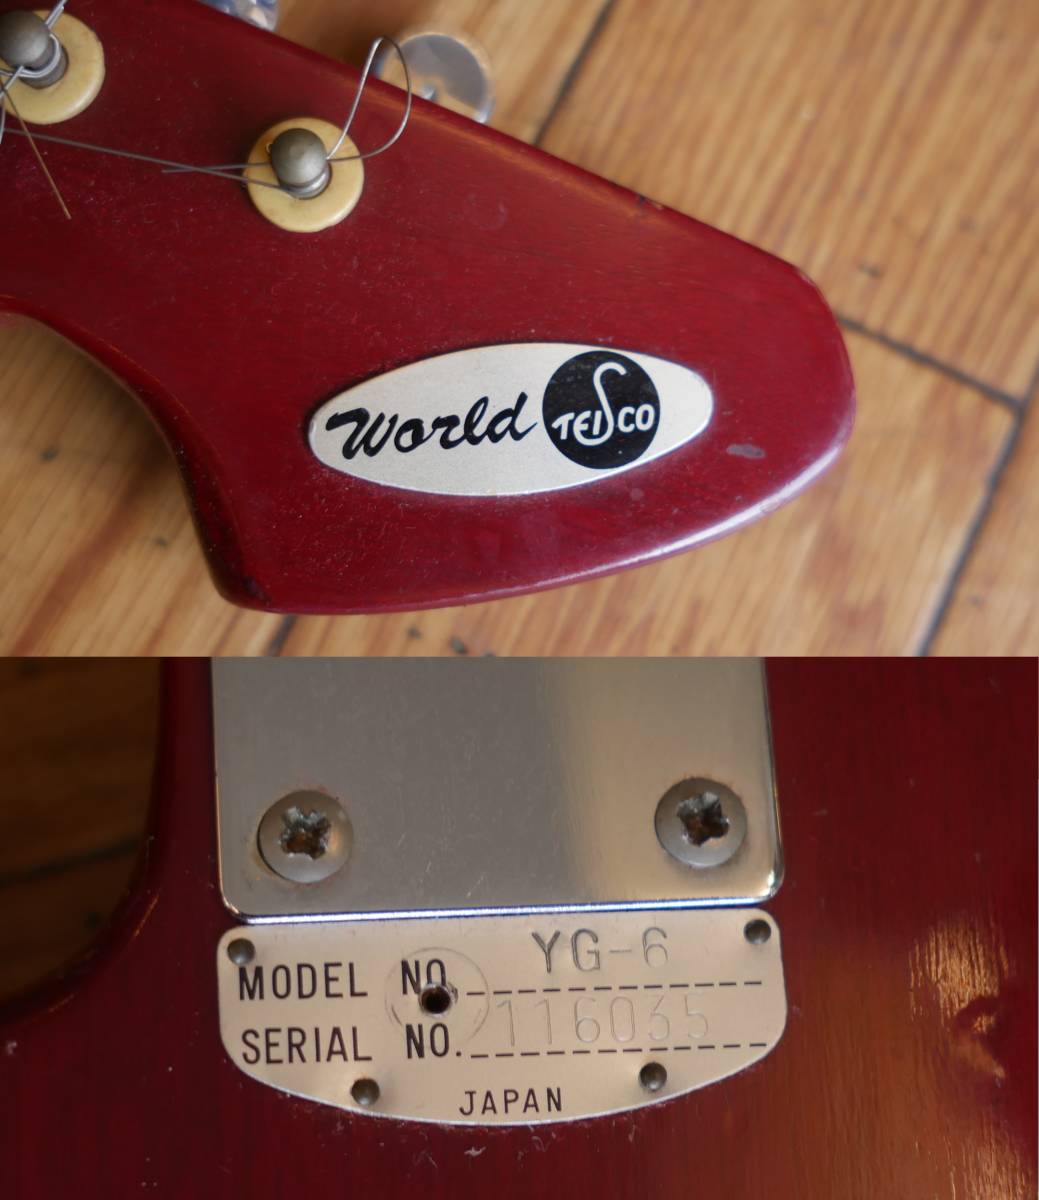 World TEISCO
MODEL NO. YG-6
SERIAL NO. 116035
JAPAN